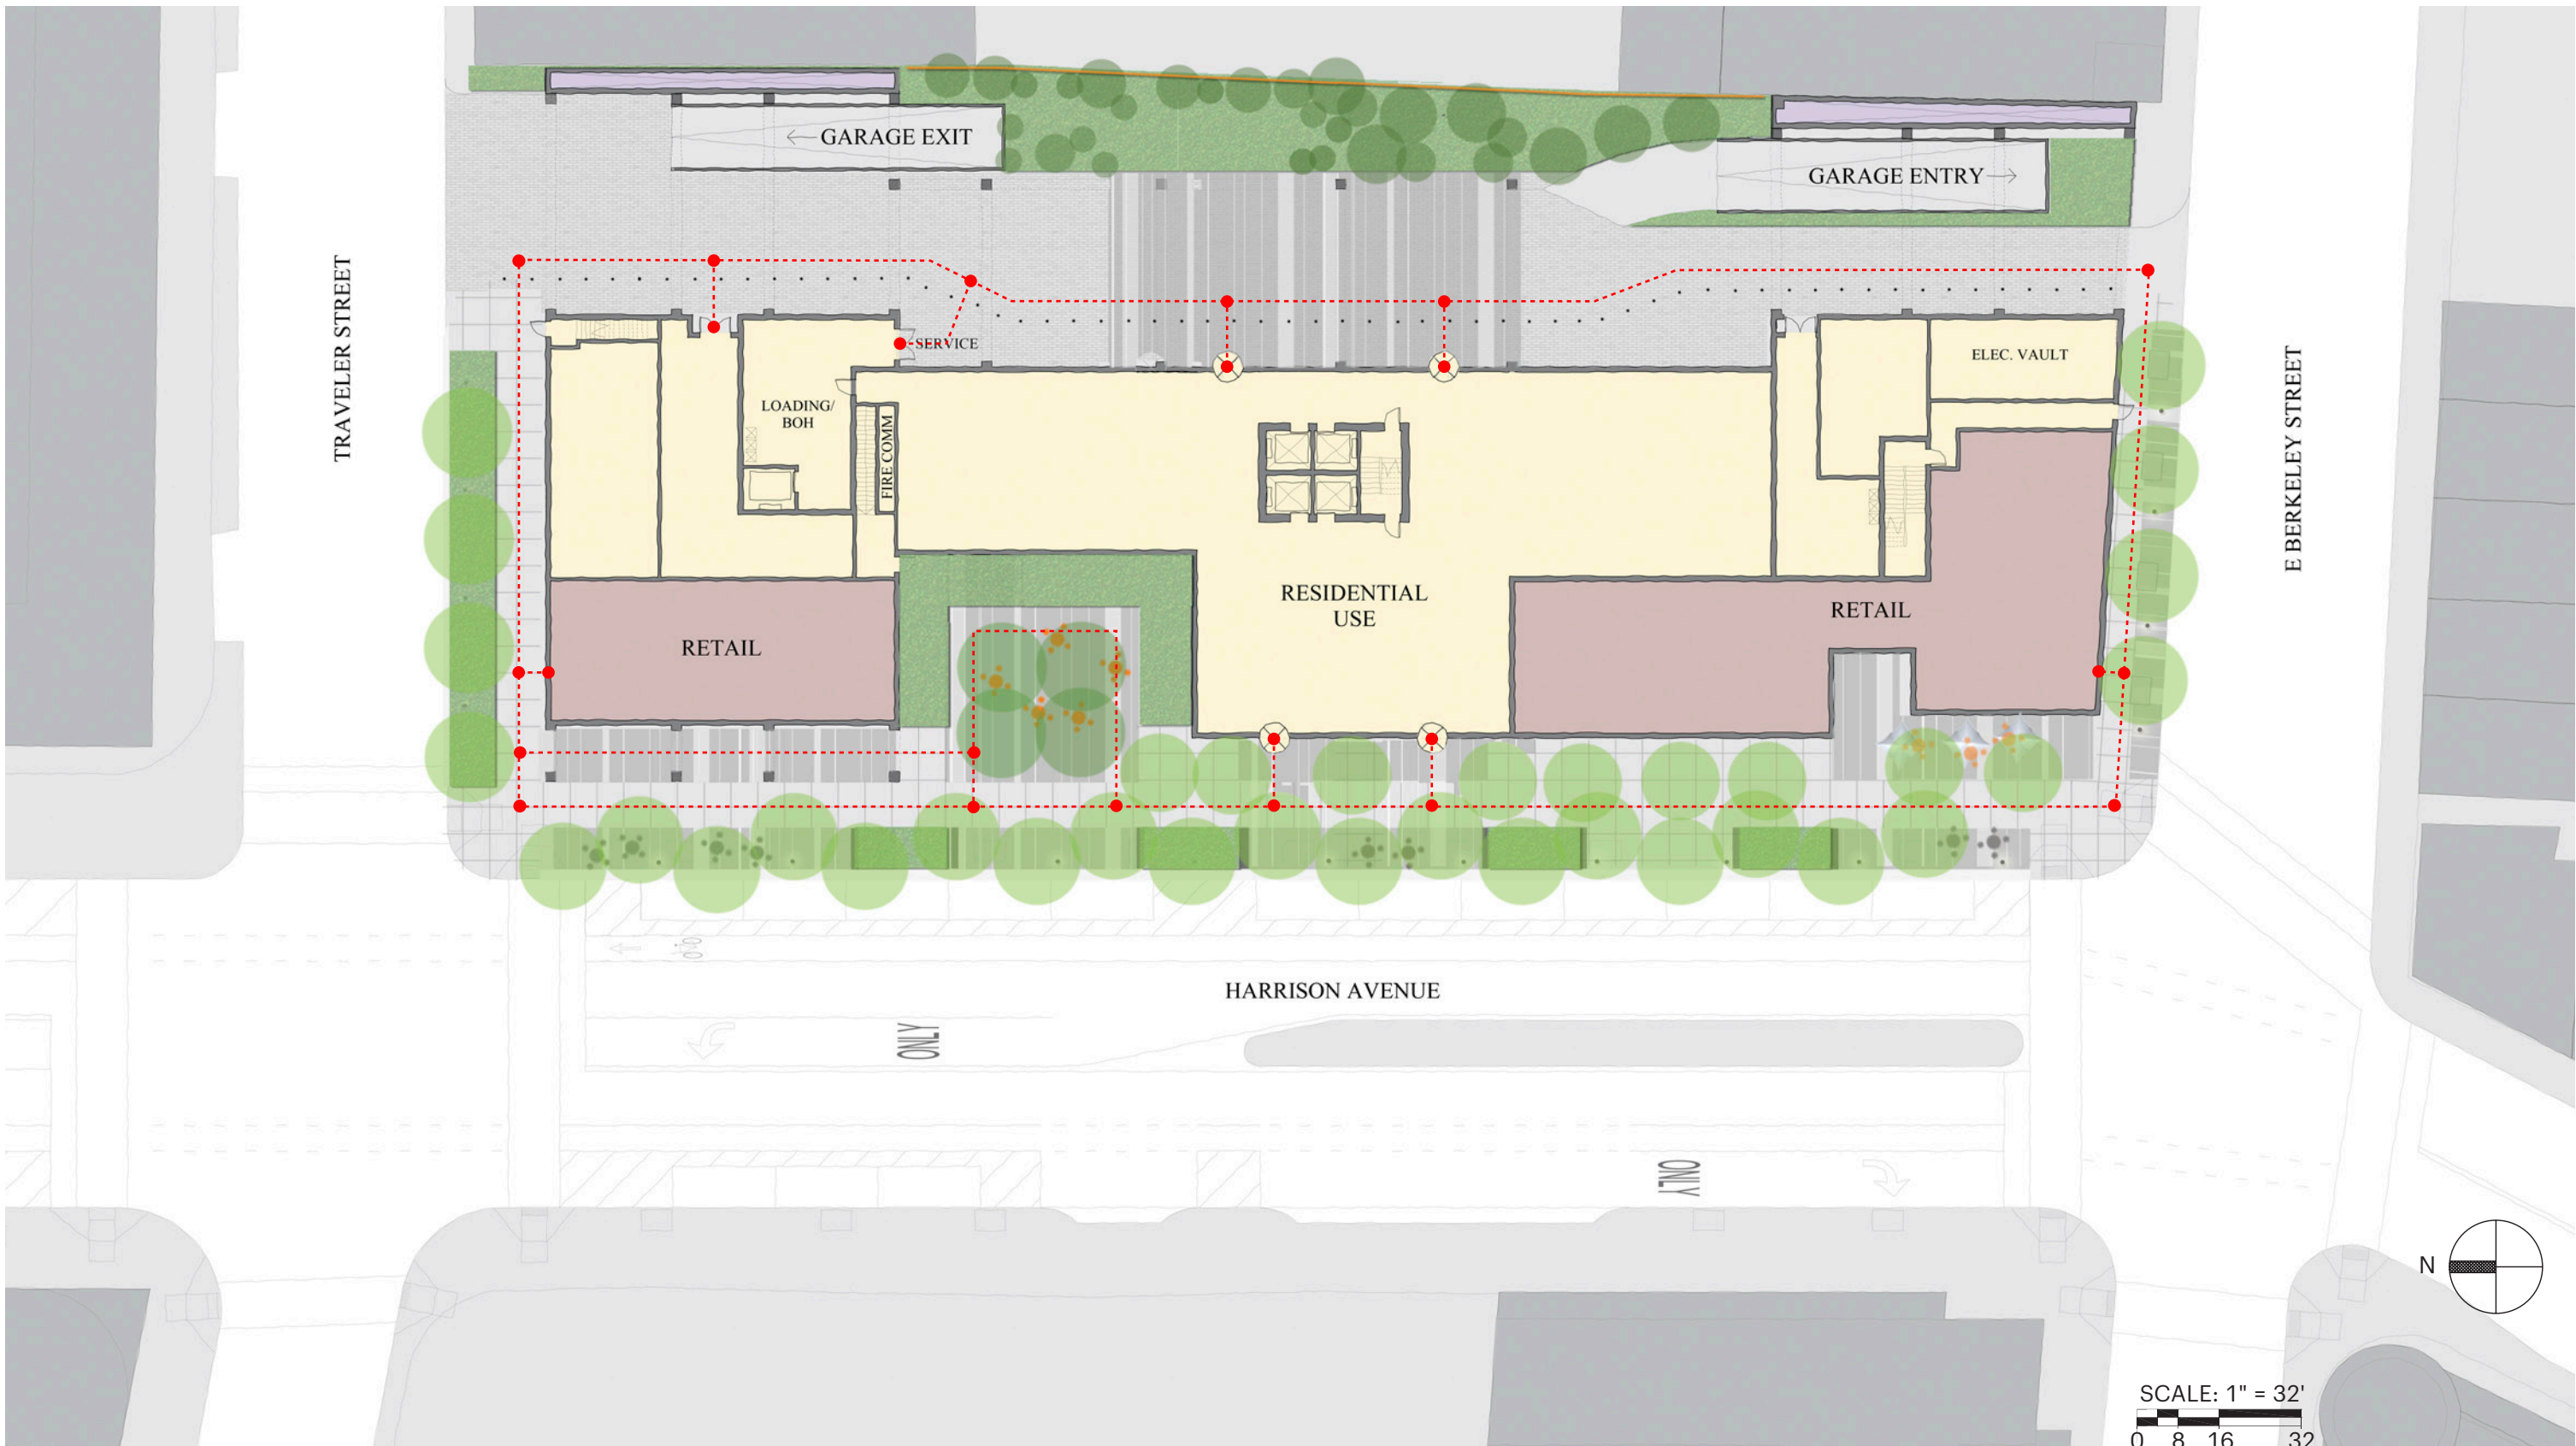 GARAGE EXIT
GARAGE ENTRY
TRAVELER STREET
SERVICE
ELEC. VAULT
LOADING/
BOH
FIRE COMM
E BERKELEY STREET
RESIDENTIAL
USE
RETAIL
RETAIL
HARRISON AVENUE
ONLY
ONLY
N
SCALE: 1" = 32'
0 8 16 32